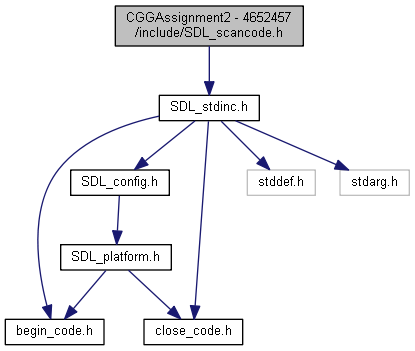 CGGAssignment2 - 4652457
/include/SDL_scancode.h
SDL_stdinc.h
SDL_config.h
stddef.h
stdarg.h
SDL_platform.h
begin_code.h
close_code.h